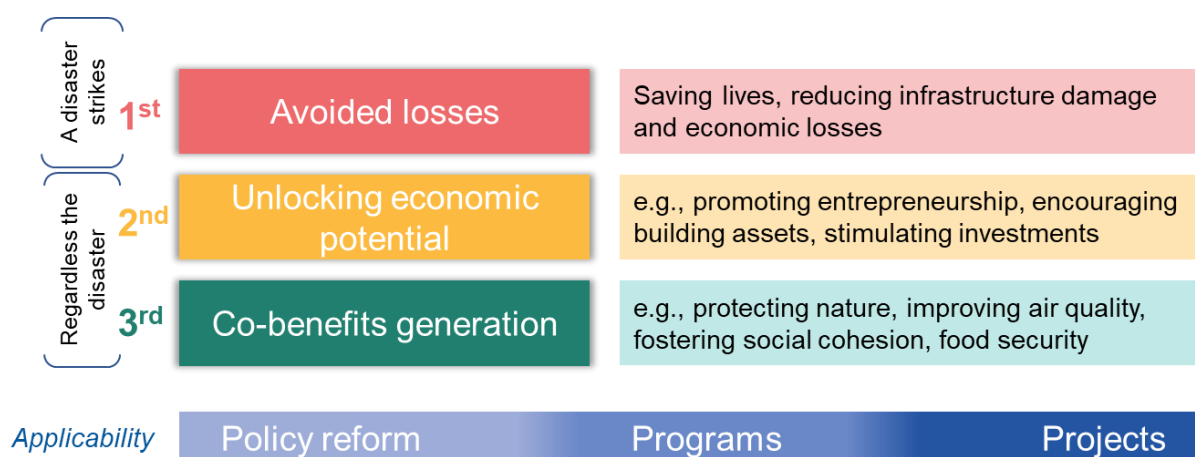 A disaster
strikes
1st
Avoided losses
Saving lives, reducing infrastructure damage
and economic losses
Regardless the
disaster
2nd
Unlocking economic
potential
e.g., promoting entrepreneurship, encouraging
building assets, stimulating investments
3rd
Co-benefits generation
e.g., protecting nature, improving air quality,
fostering social cohesion, food security
Applicability
Policy reform
Programs
Projects